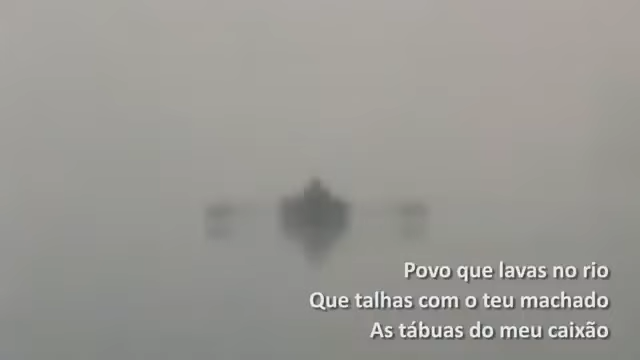 Povo que lavas no rio
Que talhas com o teu machado
As tábuas do meu caixão